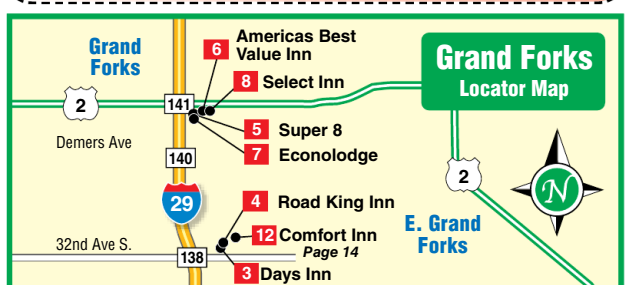 Grand Forks
Locator Map
Grand
Forks
6 Americas Best
Value Inn
8 Select Inn
2
141
Demers Ave
5 Super 8
7 Econolodge
140
2
29
4 Road King Inn
N
E. Grand
Forks
12 Comfort Inn
Page 14
32nd Ave S.
138
3 Days Inn